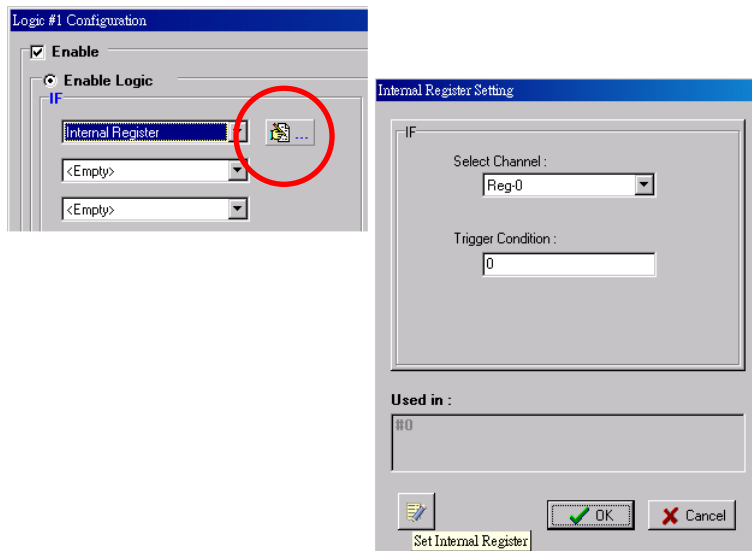 Logic #1 Configuration
Enable
Enable Logic
IF
Internal Register
...
<Empty>
<Empty>
Internal Register Setting
IF
Select Channel :
Reg-0
Trigger Condition :
0
Used in :
#0
OK
Cancel
Set Internal Register